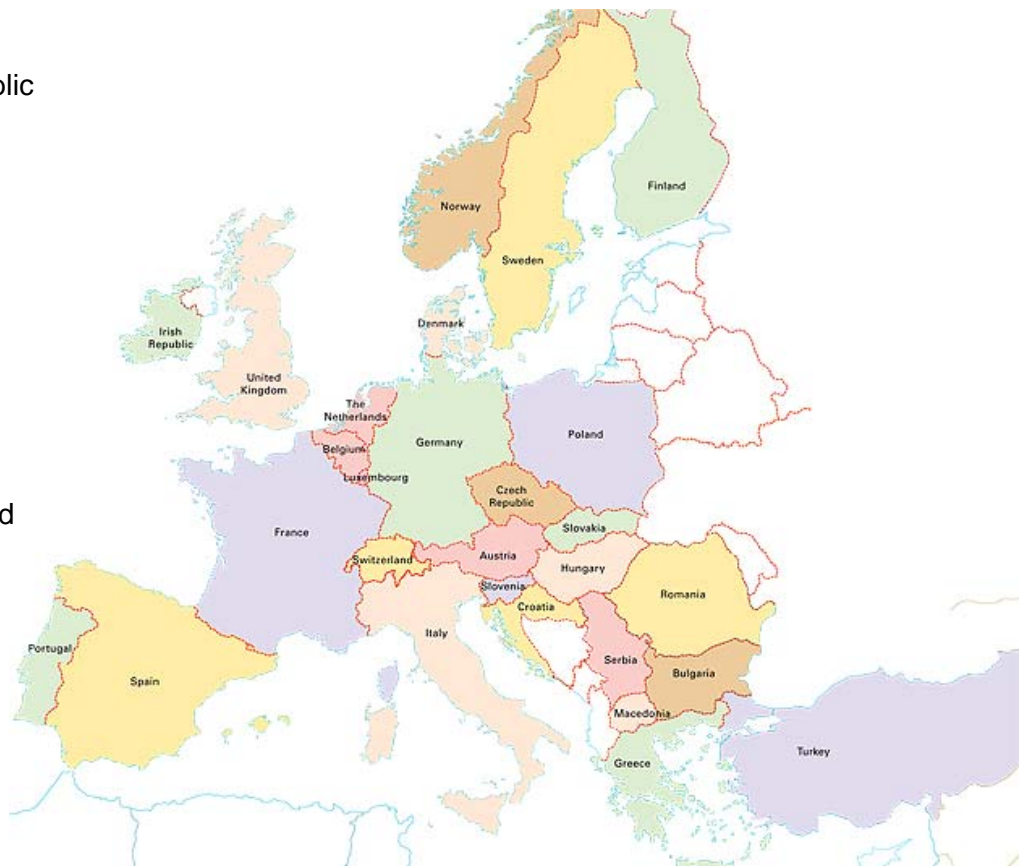 blic
d
Finland
Norway
Sweden
Denmark
Irish
Republic
United
Kingdom
The
Netherlands
Belgium
Luxembourg
Germany
Poland
Czech
Republic
Slovakia
France
Switzerland
Austria
Slovenia
Hungary
Croatia
Romania
Italy
Portugal
Spain
Serbia
Bulgaria
Macedonia
Greece
Turkey